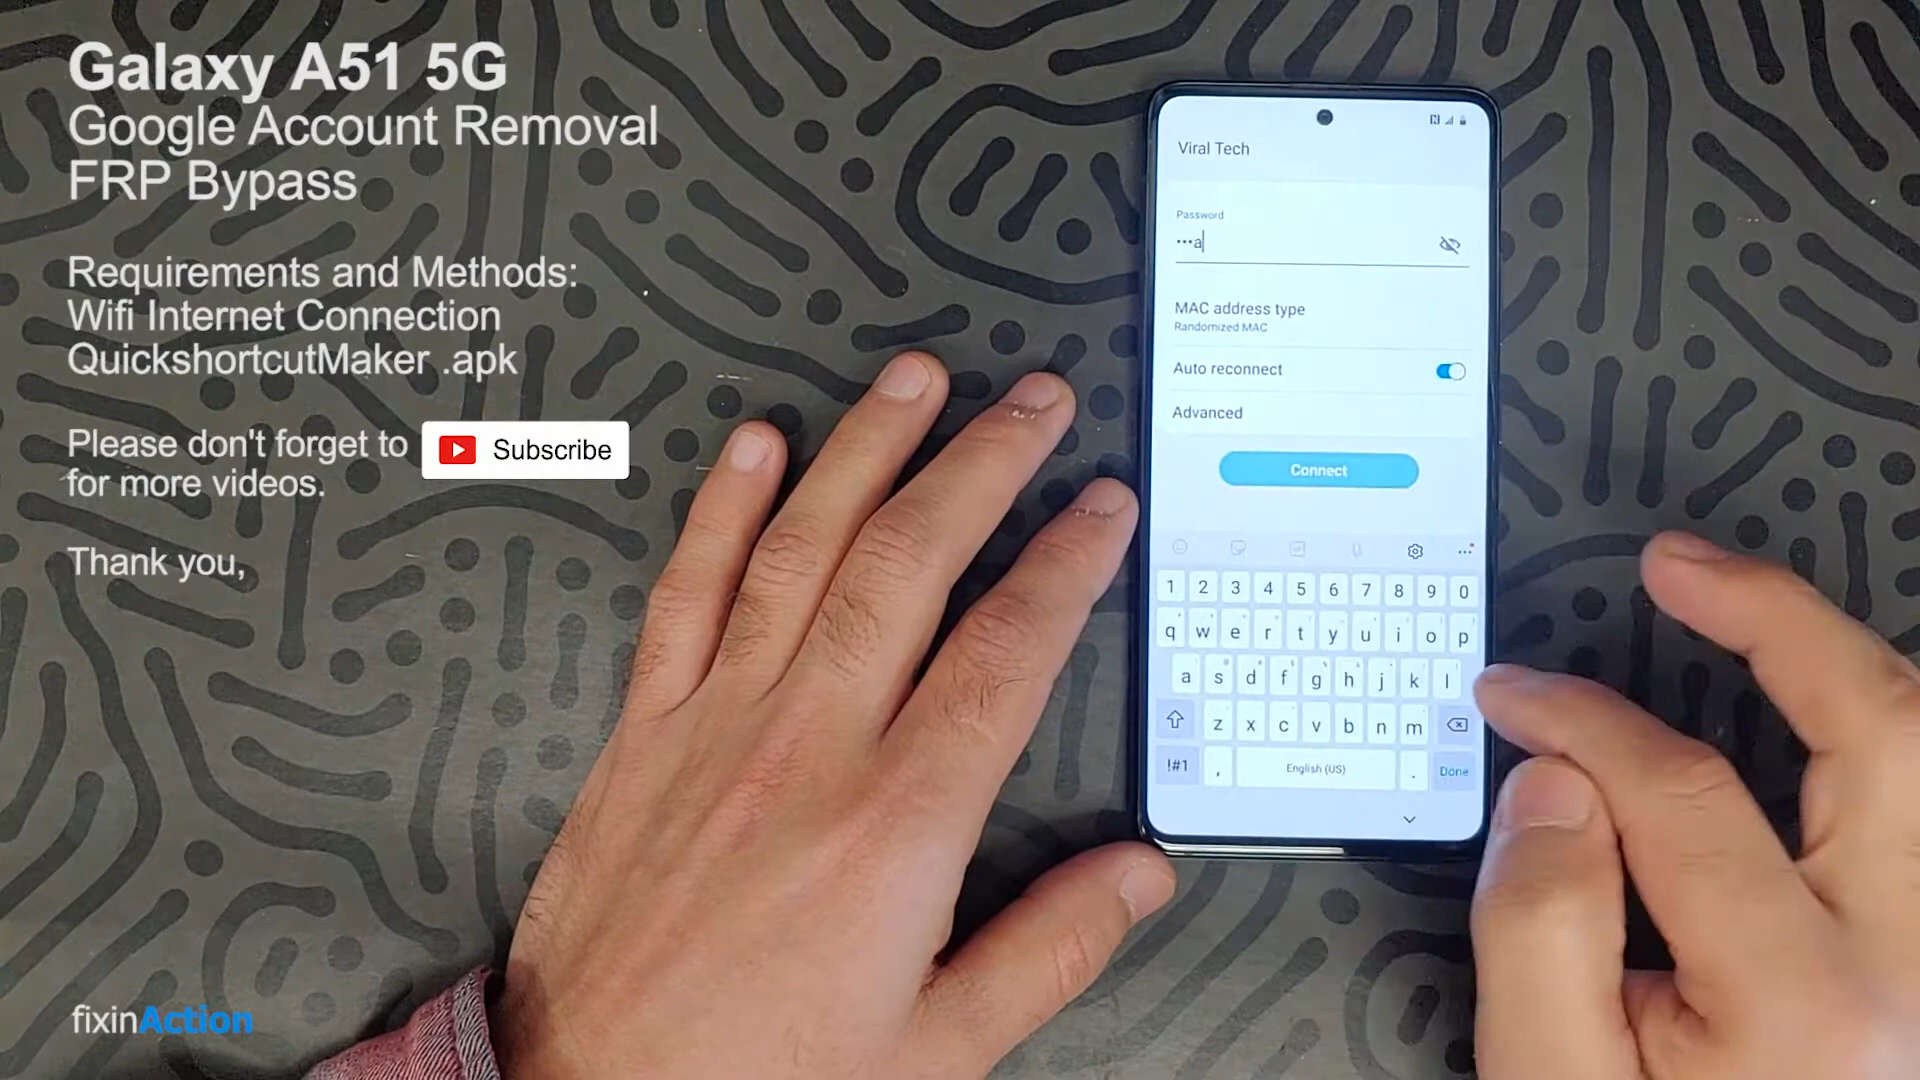 Galaxy A51 5G
Google Account Removal
FRP Bypass
Requirements and Methods:
Wifi Internet Connection
QuickshortcutMaker .apk
Please don't forget to
Subscribe
for more videos.
Thank you,
fixinAction
Viral Tech
Password
•••a
MAC address type
Randomized MAC
Auto reconnect
Advanced
Connect
1 2 3 4 5 6 7 8 9 0
q w e r t y u i o p
a s d f g h j k l
z x c v b n m
!#1 , English (US) . Done